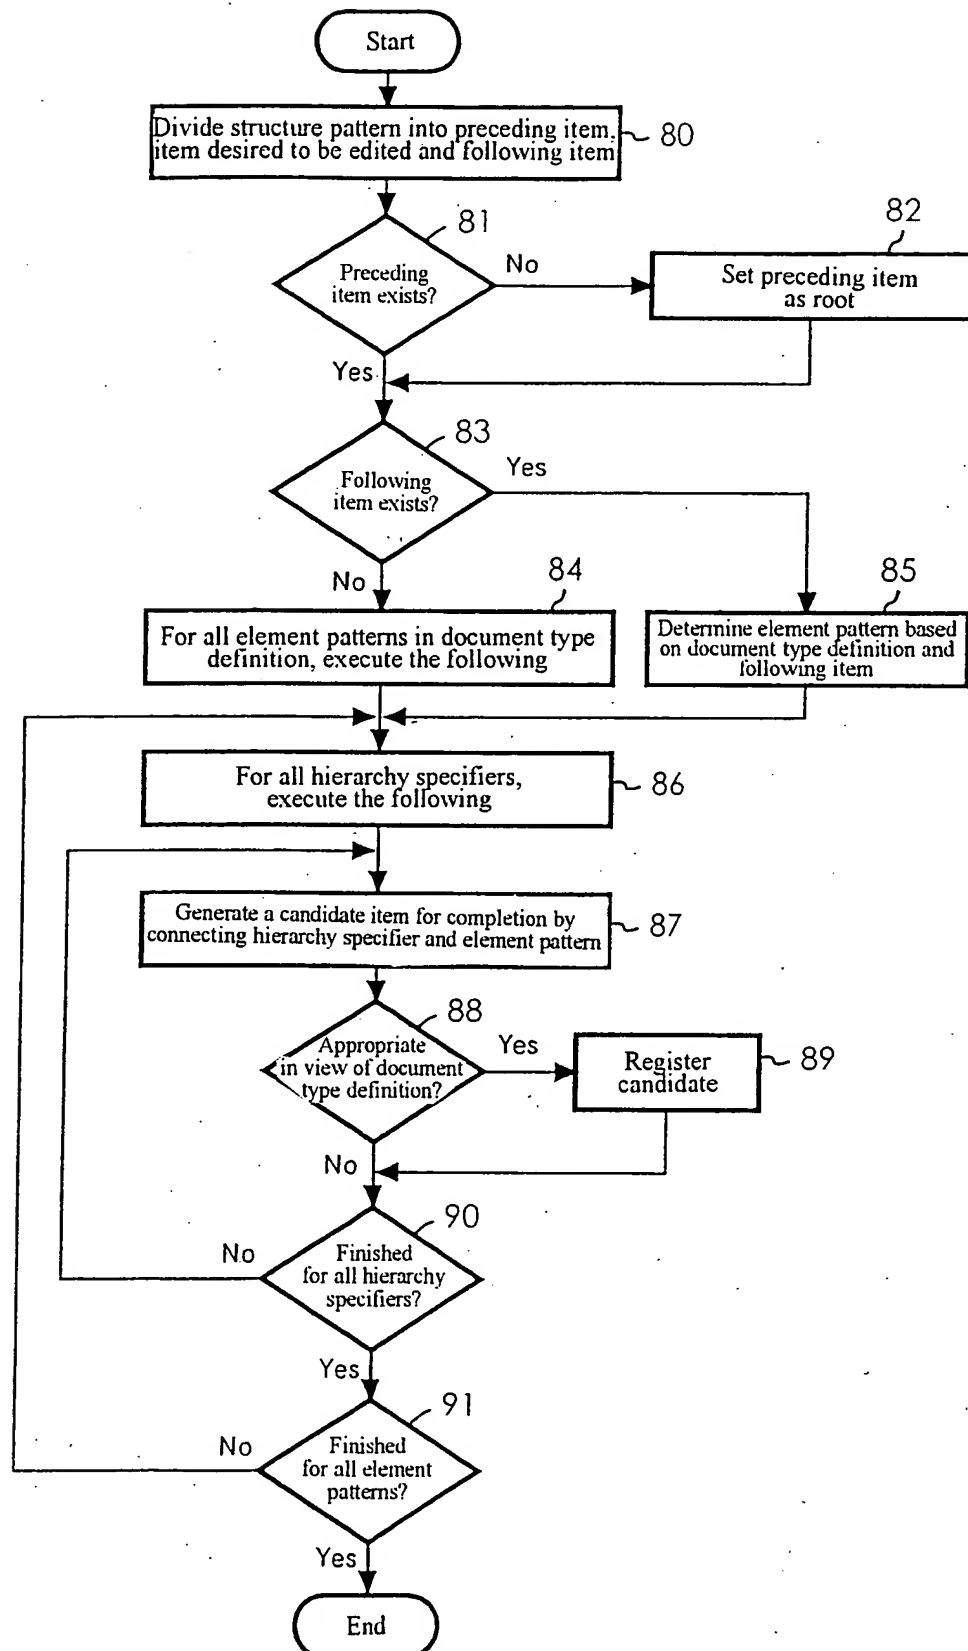 Start
Divide structure pattern into preceding item,
item desired to be edited and following item
80
81
Preceding
item exists?
No
82
Set preceding item
as root
Yes
83
Following
item exists?
Yes
No
84
For all element patterns in document type
definition, execute the following
85
Determine element pattern based
on document type definition and
following item
For all hierarchy specifiers,
execute the following
86
Generate a candidate item for completion by
connecting hierarchy specifier and element pattern
87
88
Appropriate
in view of document
type definition?
Yes
Register
candidate
89
No
90
Finished
for all hierarchy
specifiers?
No
Yes
91
Finished
for all element
patterns?
No
Yes
End